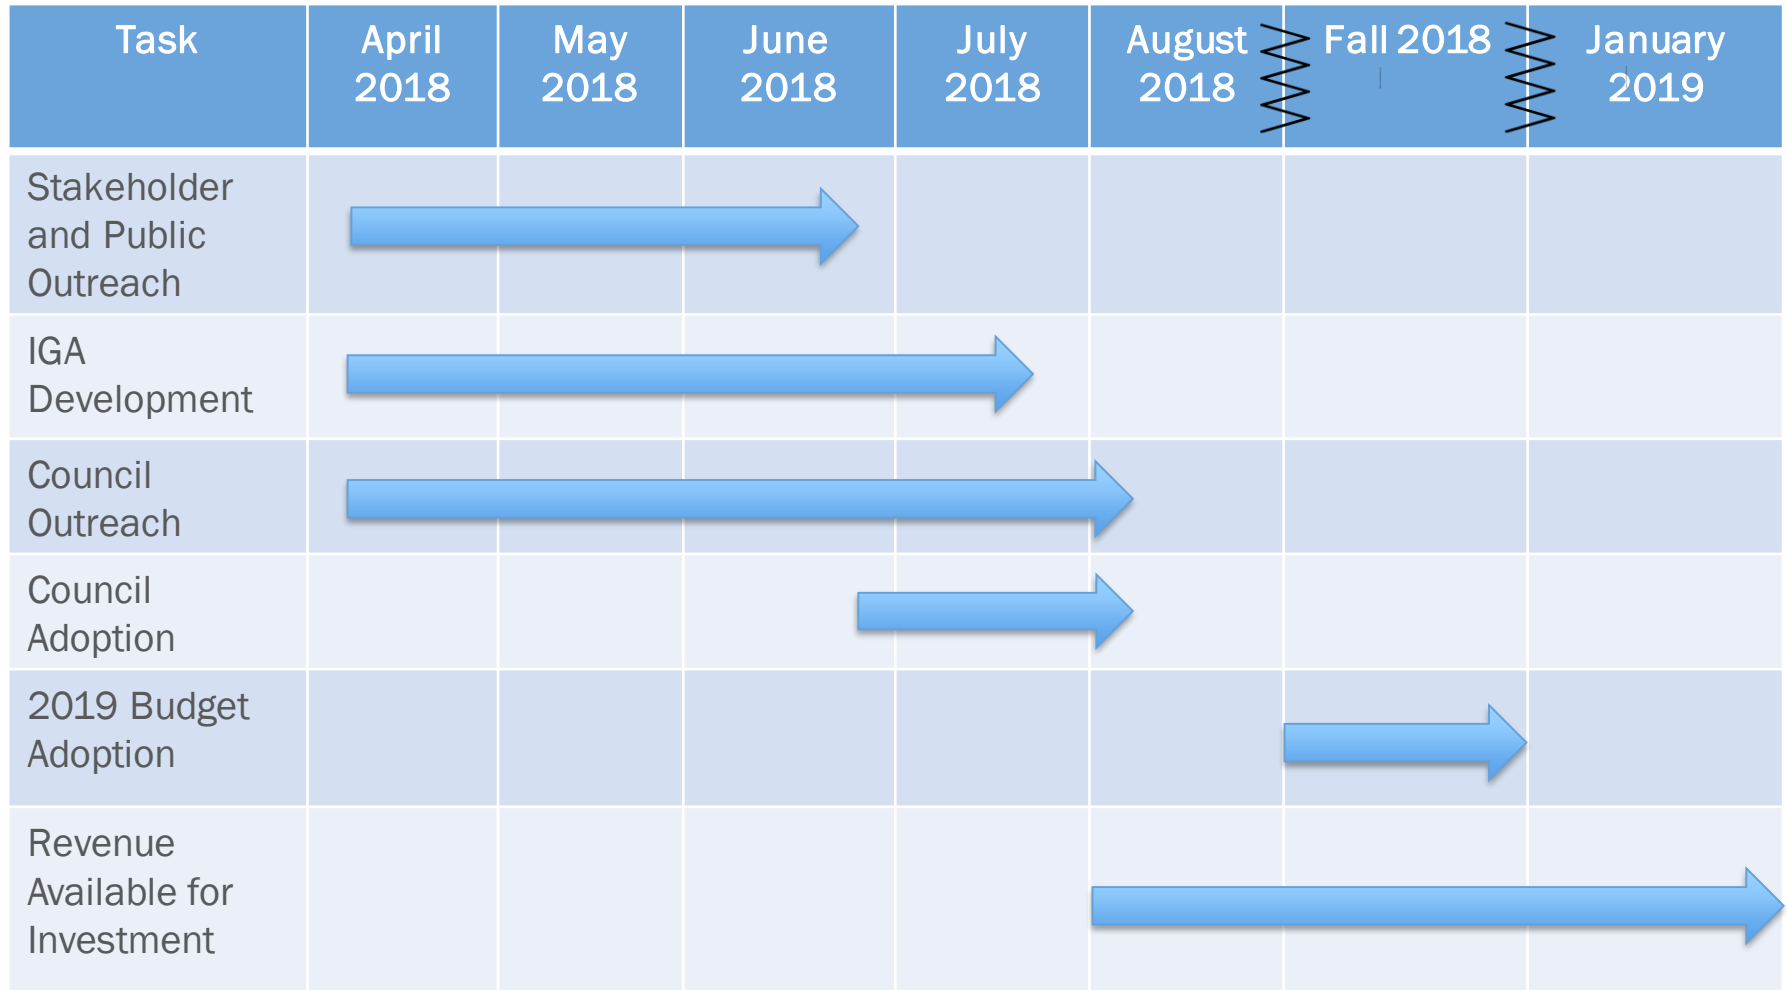 Task
April
2018
May
2018
June
2018
July
2018
August
2018
Fall 2018
January
2019
Stakeholder
and Public
Outreach
IGA
Development
Council
Outreach
Council
Adoption
2019 Budget
Adoption
Revenue
Available for
Investment